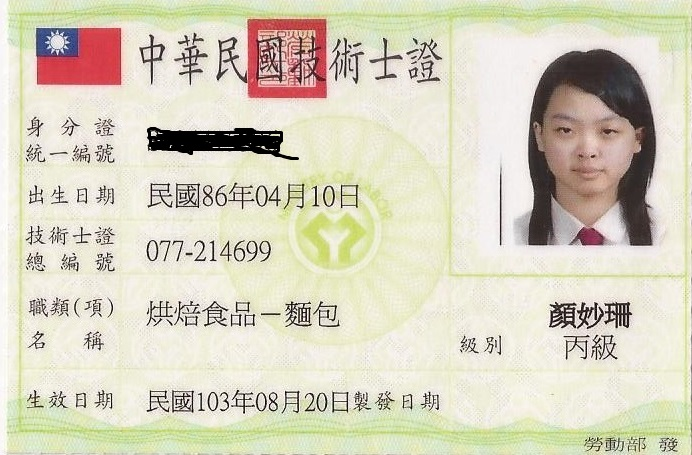 中華民國技術士證
身分證
統一編號
出生日期 民國86年04月10日
技術士證
總編號 077-214699
職類(項)
名稱 烘焙食品－麵包
顏妙珊
級別 丙級
生效日期 民國103年08月20日製發日期
勞動部 發